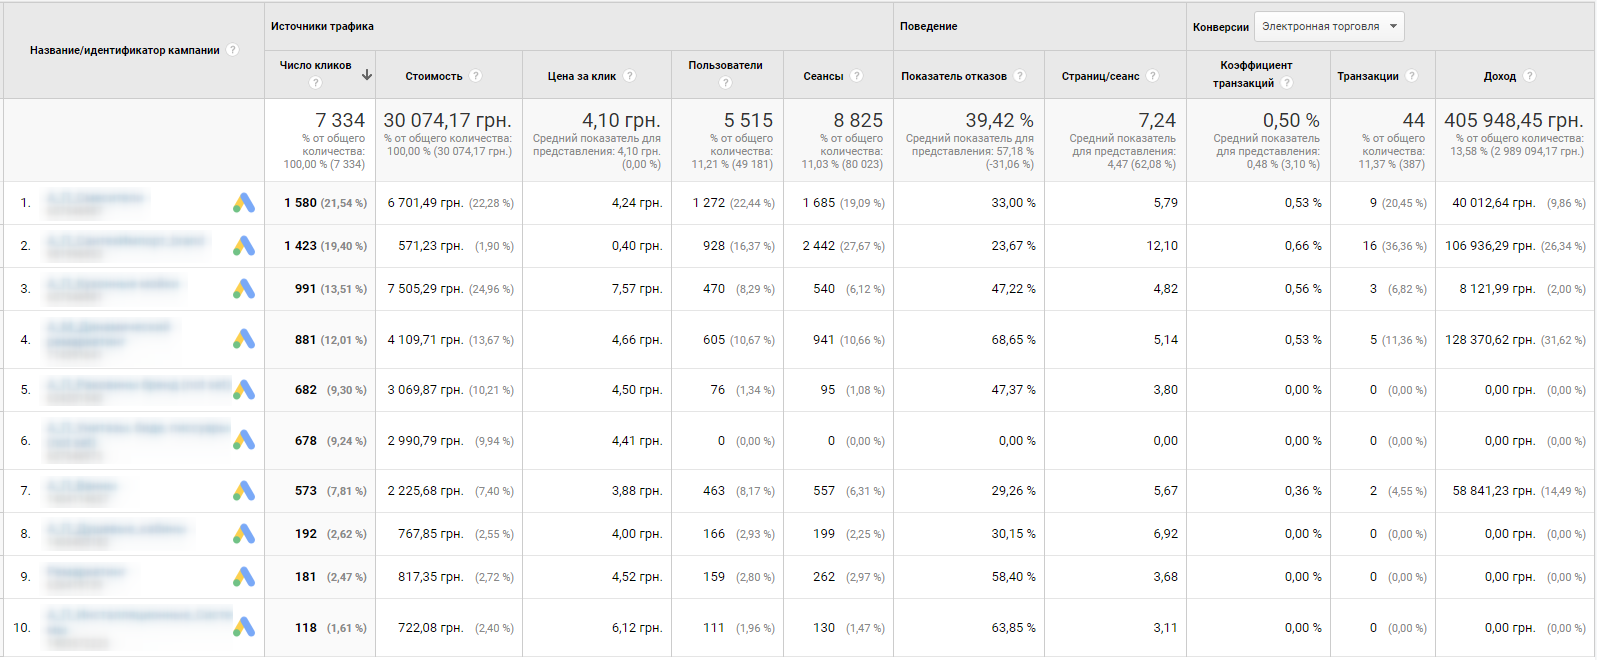 Название/идентификатор кампании ?
Источники трафика
Поведение
Конверсии Электронная торговля
Число кликов ?
Стоимость ?
Цена за клик ?
Пользователи ?
Сеансы ?
Показатель отказов ?
Страниц/сеанс ?
Коэффициент транзакций ?
Транзакции ?
Доход ?
7 334
% от общего
количества:
100,00 % (7 334)
30 074,17 грн.
% от общего количества:
100,00 % (30 074,17 грн.)
4,10 грн.
Средний показатель для
представления: 4,10 грн.
(0,00 %)
5 515
% от общего
количества:
11,21 % (49 181)
8 825
% от общего
количества:
11,03 % (80 023)
39,42 %
Средний показатель для
представления: 57,18 %
(-31,06 %)
7,24
Средний показатель
для представления:
4,47 (62,08 %)
0,50 %
Средний показатель
для представления:
0,48 % (3,10 %)
44
% от общего
количества:
11,37 % (387)
405 948,45 грн.
% от общего количества:
13,58 % (2 989 094,17 грн.)
1. 1 580 (21,54 %) 6 701,49 грн. (22,28 %) 4,24 грн. 1 272 (22,44 %) 1 685 (19,09 %) 33,00 % 5,79 0,53 % 9 (20,45 %) 40 012,64 грн. (9,86 %)
2. 1 423 (19,40 %) 571,23 грн. (1,90 %) 0,40 грн. 928 (16,37 %) 2 442 (27,67 %) 23,67 % 12,10 0,66 % 16 (36,36 %) 106 936,29 грн. (26,34 %)
3. 991 (13,51 %) 7 505,29 грн. (24,96 %) 7,57 грн. 470 (8,29 %) 540 (6,12 %) 47,22 % 4,82 0,56 % 3 (6,82 %) 8 121,99 грн. (2,00 %)
4. 881 (12,01 %) 4 109,71 грн. (13,67 %) 4,66 грн. 605 (10,67 %) 941 (10,66 %) 68,65 % 5,14 0,53 % 5 (11,36 %) 128 370,62 грн. (31,62 %)
5. 682 (9,30 %) 3 069,87 грн. (10,21 %) 4,50 грн. 76 (1,34 %) 95 (1,08 %) 47,37 % 3,80 0,00 % 0 (0,00 %) 0,00 грн. (0,00 %)
6. 678 (9,24 %) 2 990,79 грн. (9,94 %) 4,41 грн. 0 (0,00 %) 0 (0,00 %) 0,00 % 0,00 0,00 % 0 (0,00 %) 0,00 грн. (0,00 %)
7. 573 (7,81 %) 2 225,68 грн. (7,40 %) 3,88 грн. 463 (8,17 %) 557 (6,31 %) 29,26 % 5,67 0,36 % 2 (4,55 %) 58 841,23 грн. (14,49 %)
8. 192 (2,62 %) 767,85 грн. (2,55 %) 4,00 грн. 166 (2,93 %) 199 (2,25 %) 30,15 % 6,92 0,00 % 0 (0,00 %) 0,00 грн. (0,00 %)
9. 181 (2,47 %) 817,35 грн. (2,72 %) 4,52 грн. 159 (2,80 %) 262 (2,97 %) 58,40 % 3,68 0,00 % 0 (0,00 %) 0,00 грн. (0,00 %)
10. 118 (1,61 %) 722,08 грн. (2,40 %) 6,12 грн. 111 (1,96 %) 130 (1,47 %) 63,85 % 3,11 0,00 % 0 (0,00 %) 0,00 грн. (0,00 %)